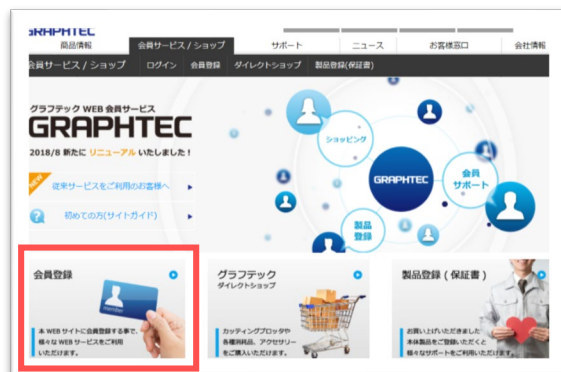 GRAPHTEC
商品情報
会員サービス / ショップ
サポート
ニュース
お客様窓口
会社情報
会員サービス / ショップ
ログイン
会員登録
ダイレクトショップ
製品登録(保証書)
グラフテック WEB 会員サービス
GRAPHTEC
2018/8 新たに リニューアル いたしました！
NEW
従来サービスをご利用のお客様へ
?
初めての方(サイトガイド)
ショッピング
GRAPHTEC
会員
サポート
製品
登録
会員登録
member
本 WEB サイトに会員登録する事で、
様々な WEB サービスをご利用
いただけます。
グラフテック
ダイレクトショップ
カッティングプロッタや
各種消耗品、アクセサリー
をご購入いただけます。
製品登録 ( 保証書 )
お買い上げいただきました
本体製品をご登録いただくと
様々なサポートをご利用いただけます。